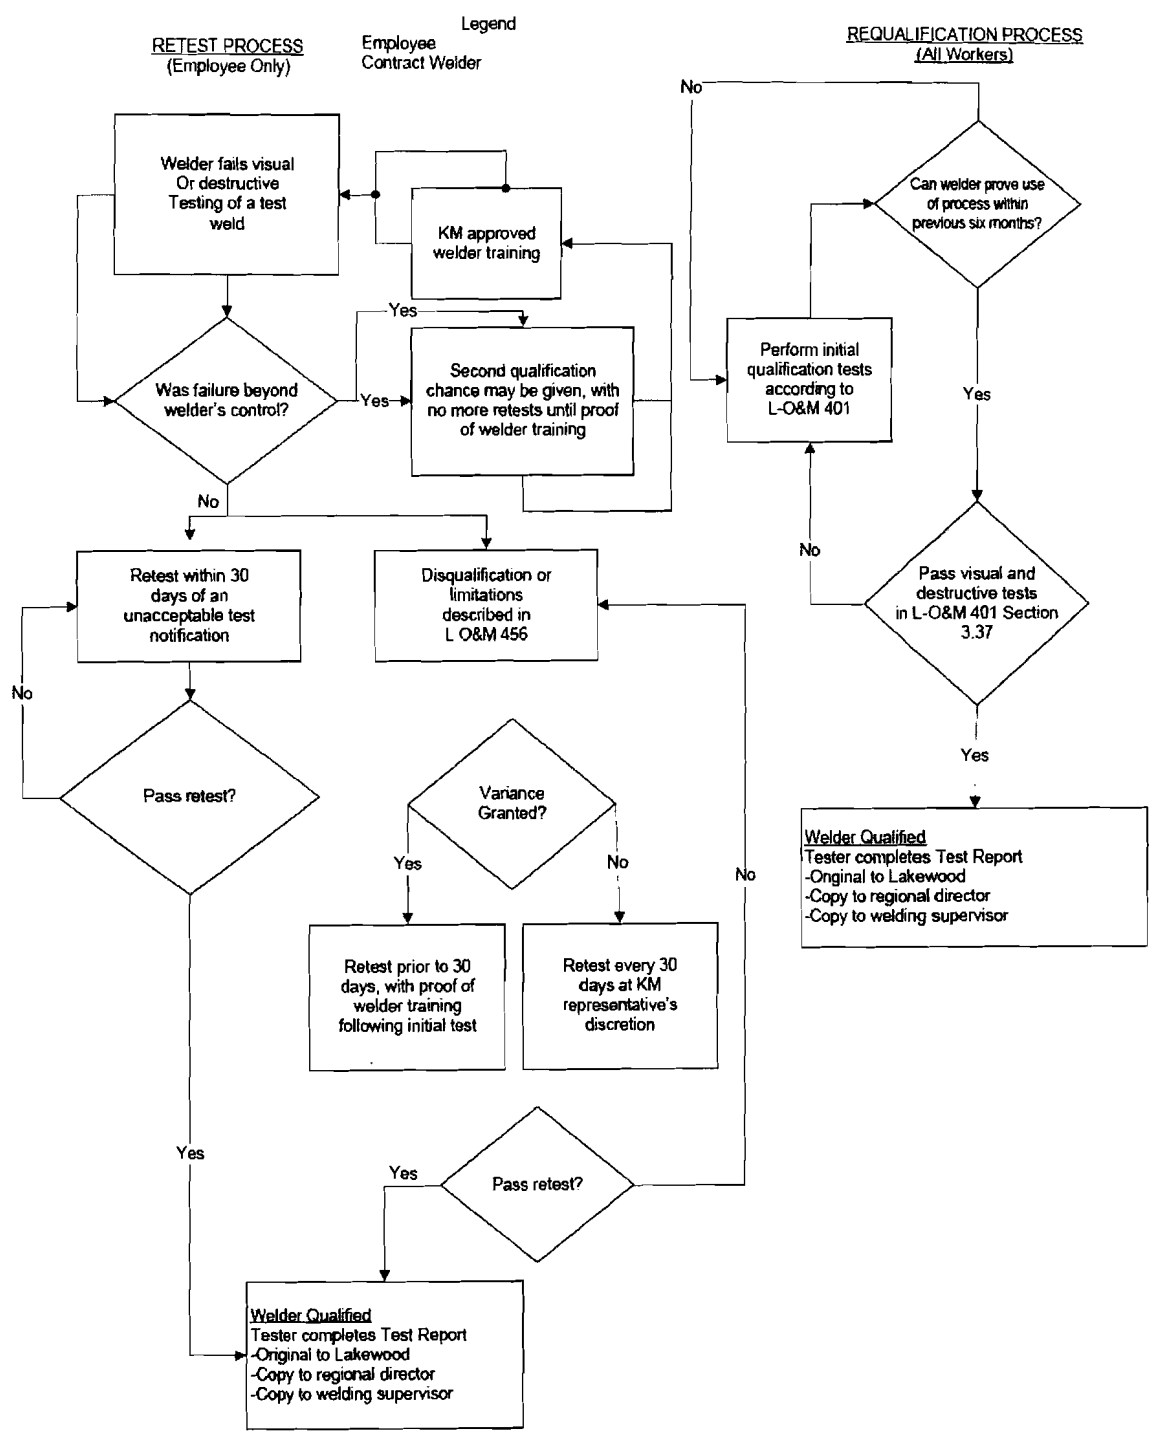 Legend
Employee
Contract Welder
RETEST PROCESS
(Employee Only)
Welder fails visual
Or destructive
Testing of a test
weld
KM approved
welder training
Yes
Was failure beyond
welder's control?
Yes
Second qualification
chance may be given, with
no more retests until proof
of welder training
No
Retest within 30
days of an
unacceptable test
notification
Disqualification or
limitations
described in
L O&M 456
No
Pass retest?
Variance
Granted?
Yes
No
No
Retest prior to 30
days, with proof of
welder training
following initial test
Retest every 30
days at KM
representative's
discretion
Yes
Yes
Pass retest?
Welder Qualified
Tester completes Test Report
-Original to Lakewood
-Copy to regional director
-Copy to welding supervisor
REQUALIFICATION PROCESS
(All Workers)
No
Can welder prove use
of process within
previous six months?
Perform initial
qualification tests
according to
L-O&M 401
Yes
No
Pass visual and
destructive tests
in L-O&M 401 Section
3.37
Yes
Welder Qualified
Tester completes Test Report
-Original to Lakewood
-Copy to regional director
-Copy to welding supervisor